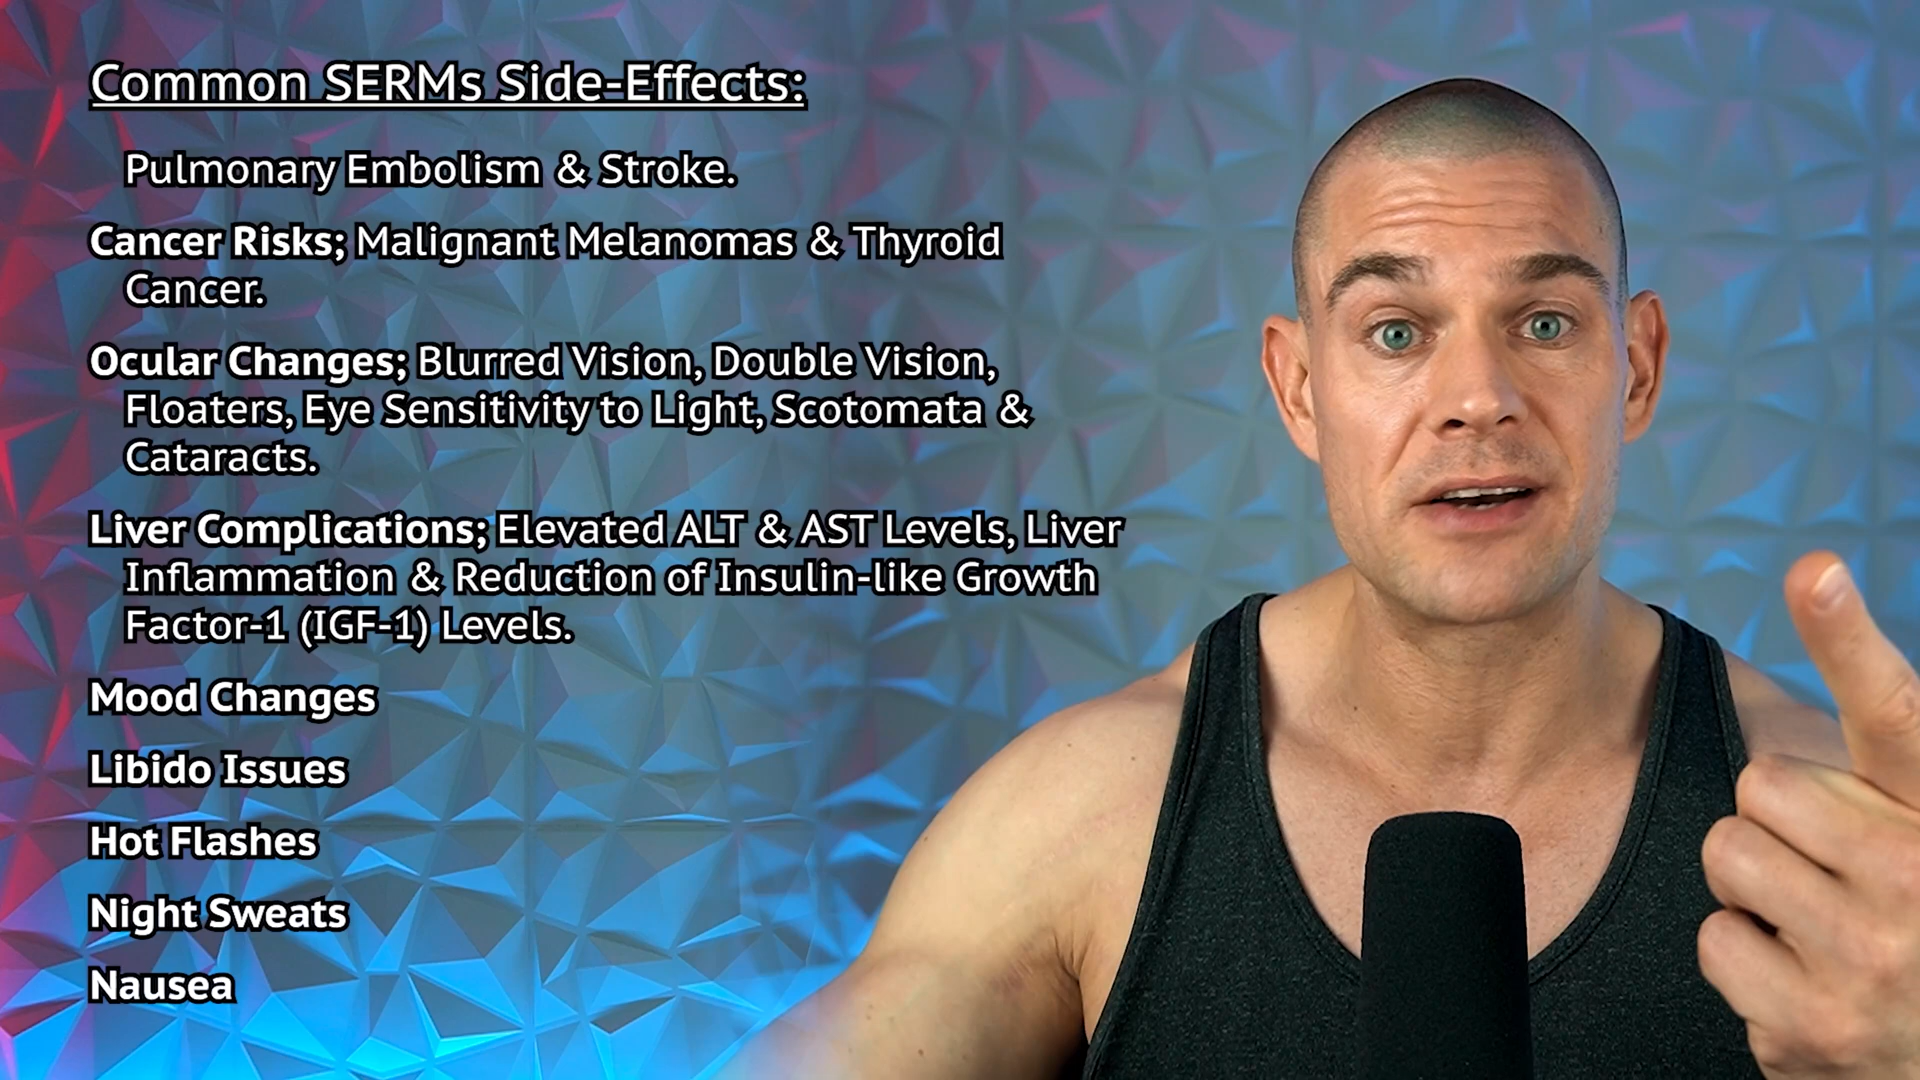 Common SERMs Side-Effects:
Pulmonary Embolism & Stroke.
Cancer Risks; Malignant Melanomas & Thyroid
Cancer.
Ocular Changes; Blurred Vision, Double Vision,
Floaters, Eye Sensitivity to Light, Scotomata &
Cataracts.
Liver Complications; Elevated ALT & AST Levels, Liver
Inflammation & Reduction of Insulin-like Growth
Factor-1 (IGF-1) Levels.
Mood Changes
Libido Issues
Hot Flashes
Night Sweats
Nausea